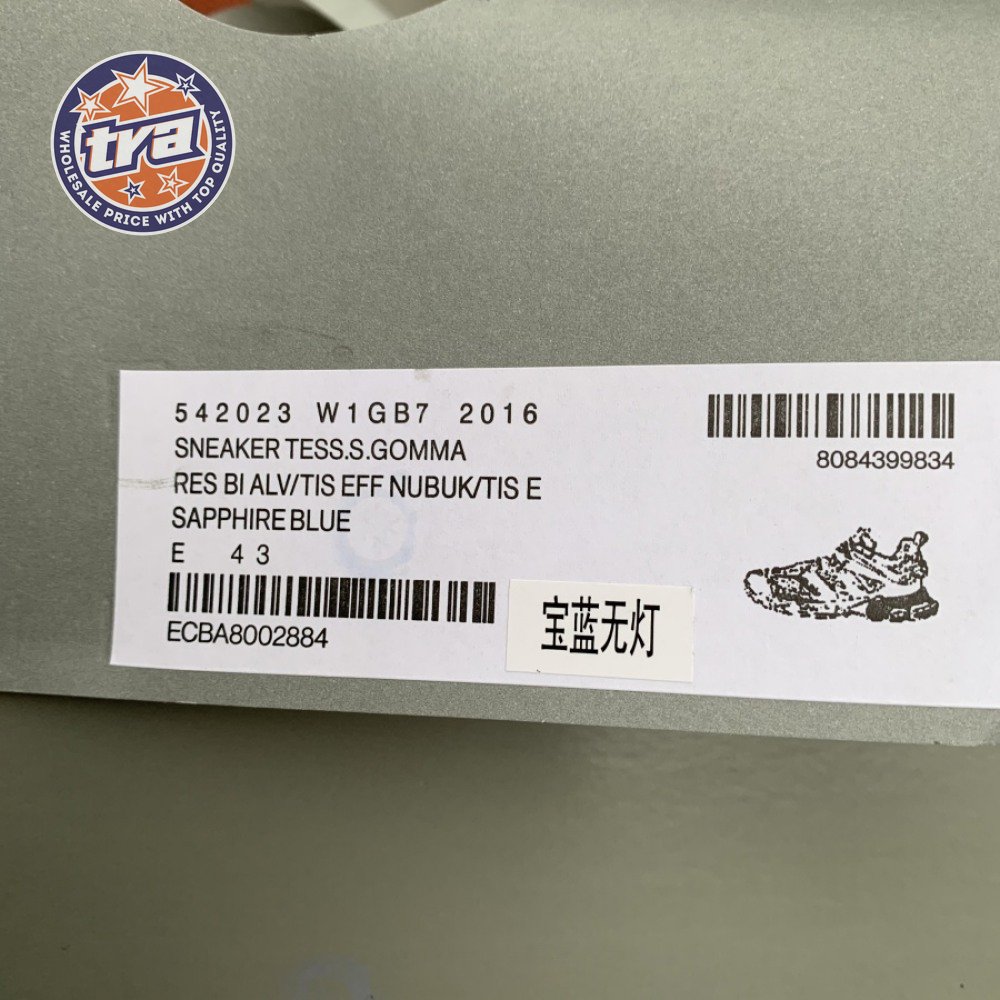 tra
WHOLESALE PRICE WITH TOP QUALITY
542023 W1GB7 2016
SNEAKER TESS.S.GOMMA
RES BI ALV/TIS EFF NUBUK/TIS E
SAPPHIRE BLUE
E 43
ECBA8002884
8084399834
宝蓝无灯